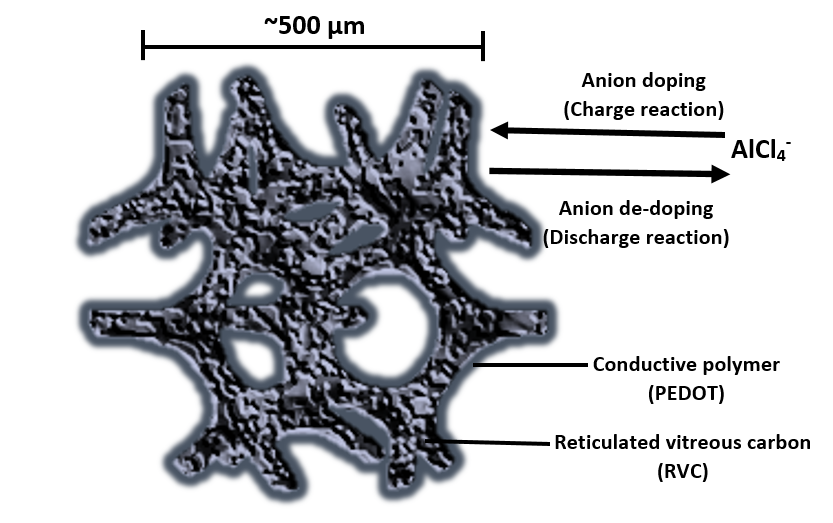 ~500 µm
Anion doping
(Charge reaction)
AlCl₄⁻
Anion de-doping
(Discharge reaction)
Conductive polymer
(PEDOT)
Reticulated vitreous carbon
(RVC)